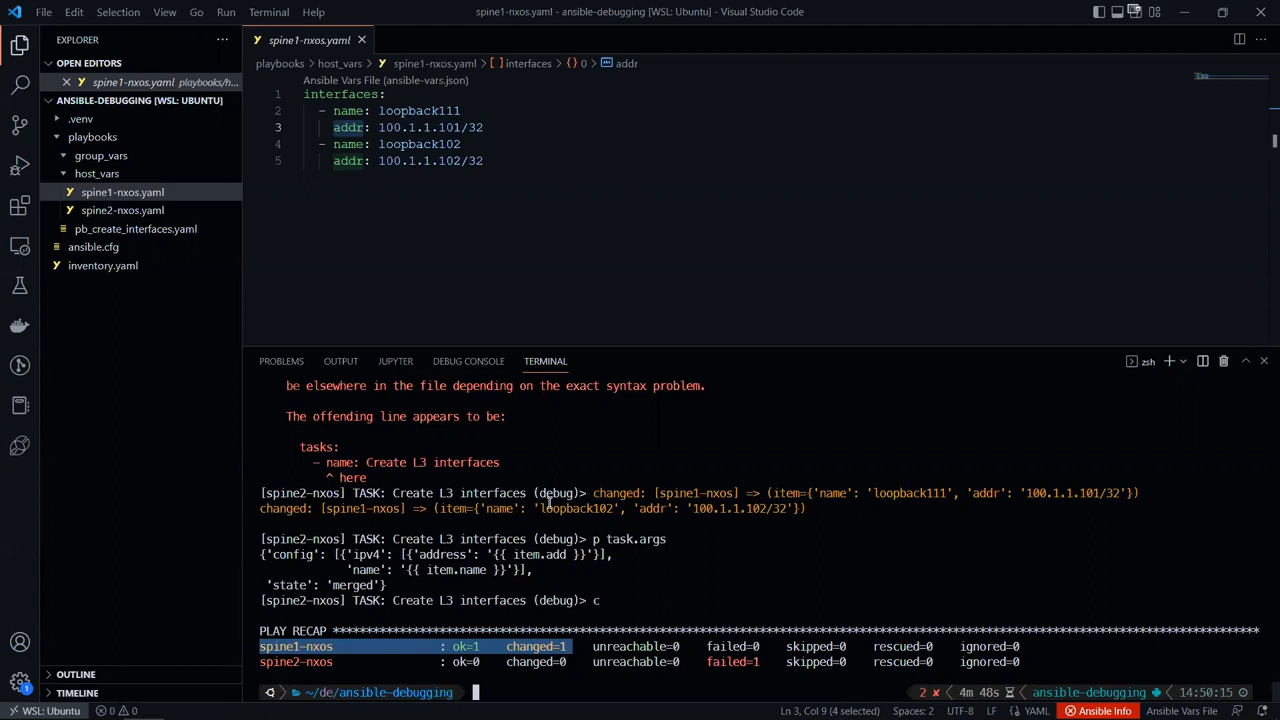 File Edit Selection View Go Run Terminal Help
spine1-nxos.yaml - ansible-debugging [WSL: Ubuntu] - Visual Studio Code
EXPLORER
OPEN EDITORS
spine1-nxos.yaml playbooks/h...
ANSIBLE-DEBUGGING [WSL: UBUNTU]
.venv
playbooks
group_vars
host_vars
spine1-nxos.yaml
spine2-nxos.yaml
pb_create_interfaces.yaml
ansible.cfg
inventory.yaml
OUTLINE
TIMELINE
spine1-nxos.yaml
playbooks > host_vars > spine1-nxos.yaml > [ ] interfaces > {} 0 > abc addr
Ansible Vars File (ansible-vars.json)
1 interfaces:
2 - name: loopback111
3 addr: 100.1.1.101/32
4 - name: loopback102
5 addr: 100.1.1.102/32
PROBLEMS OUTPUT JUPYTER DEBUG CONSOLE TERMINAL
zsh
be elsewhere in the file depending on the exact syntax problem.
The offending line appears to be:
tasks:
- name: Create L3 interfaces
^ here
[spine2-nxos] TASK: Create L3 interfaces (debug)> changed: [spine1-nxos] => (item={'name': 'loopback111', 'addr': '100.1.1.101/32'})
changed: [spine1-nxos] => (item={'name': 'loopback102', 'addr': '100.1.1.102/32'})
[spine2-nxos] TASK: Create L3 interfaces (debug)> p task.args
{'config': [{'ipv4': [{'address': '{{ item.add }}'}],
'name': '{{ item.name }}'}],
'state': 'merged'}
[spine2-nxos] TASK: Create L3 interfaces (debug)> c
PLAY RECAP *********************************************************************************************************************************************
spine1-nxos : ok=1 changed=1 unreachable=0 failed=0 skipped=0 rescued=0 ignored=0
spine2-nxos : ok=0 changed=0 unreachable=0 failed=1 skipped=0 rescued=0 ignored=0
~/de/ansible-debugging
2 ✘ 4m 48s ansible-debugging 14:50:15
1 WSL: Ubuntu 0 0 Ln 3, Col 9 (4 selected) Spaces: 2 UTF-8 LF YAML Ansible Info Ansible Vars File